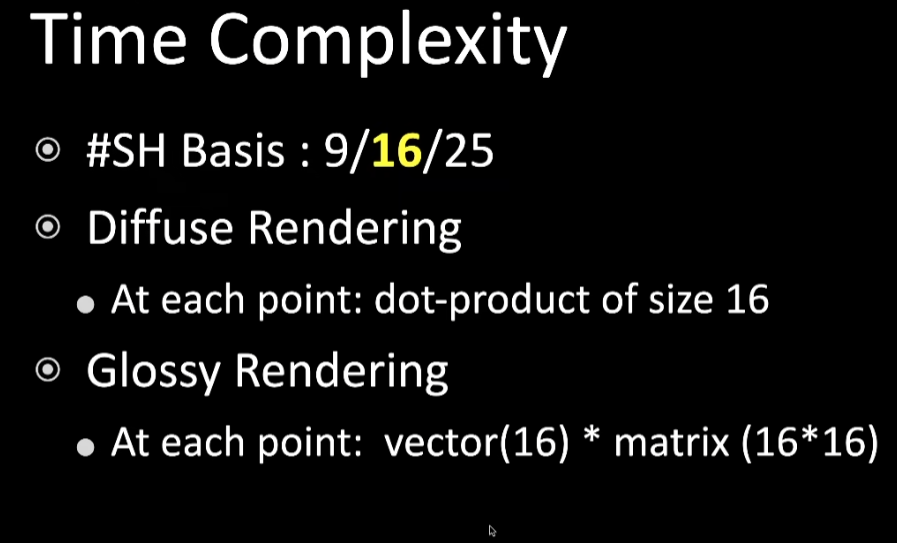 Time Complexity
#SH Basis : 9/16/25
Diffuse Rendering
At each point: dot-product of size 16
Glossy Rendering
At each point: vector(16) * matrix (16*16)